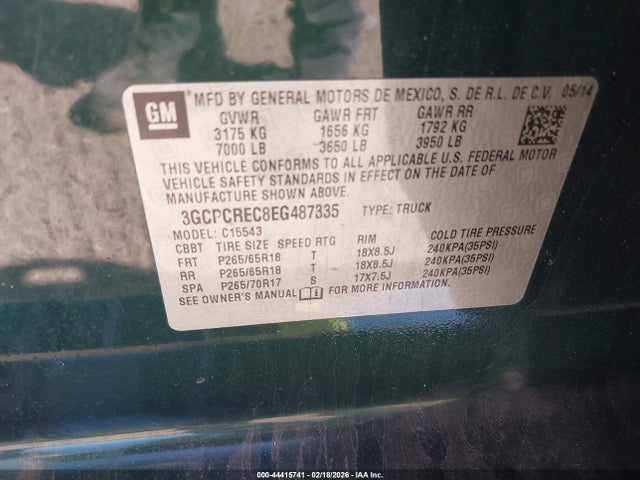 GM
MFD BY GENERAL MOTORS DE MEXICO, S. DE R.L. DE C.V. 05/14
GVWR GAWR FRT GAWR RR
3175 KG 1656 KG 1792 KG
7000 LB 3650 LB 3950 LB
THIS VEHICLE CONFORMS TO ALL APPLICABLE U.S. FEDERAL MOTOR
VEHICLE SAFETY STANDARDS IN EFFECT ON THE DATE OF
MANUFACTURE SHOWN ABOVE.
3GCPCREC8EG487335 TYPE: TRUCK
MODEL: C15543
CBBT TIRE SIZE SPEED RTG RIM COLD TIRE PRESSURE
FRT P265/65R18 T 18X8.5J 240KPA(35PSI)
RR P265/65R18 T 18X8.5J 240KPA(35PSI)
SPA P265/70R17 S 17X7.5J 240KPA(35PSI)
SEE OWNER'S MANUAL FOR MORE INFORMATION.
000-44415741 - 02/18/2026 - IAA Inc.